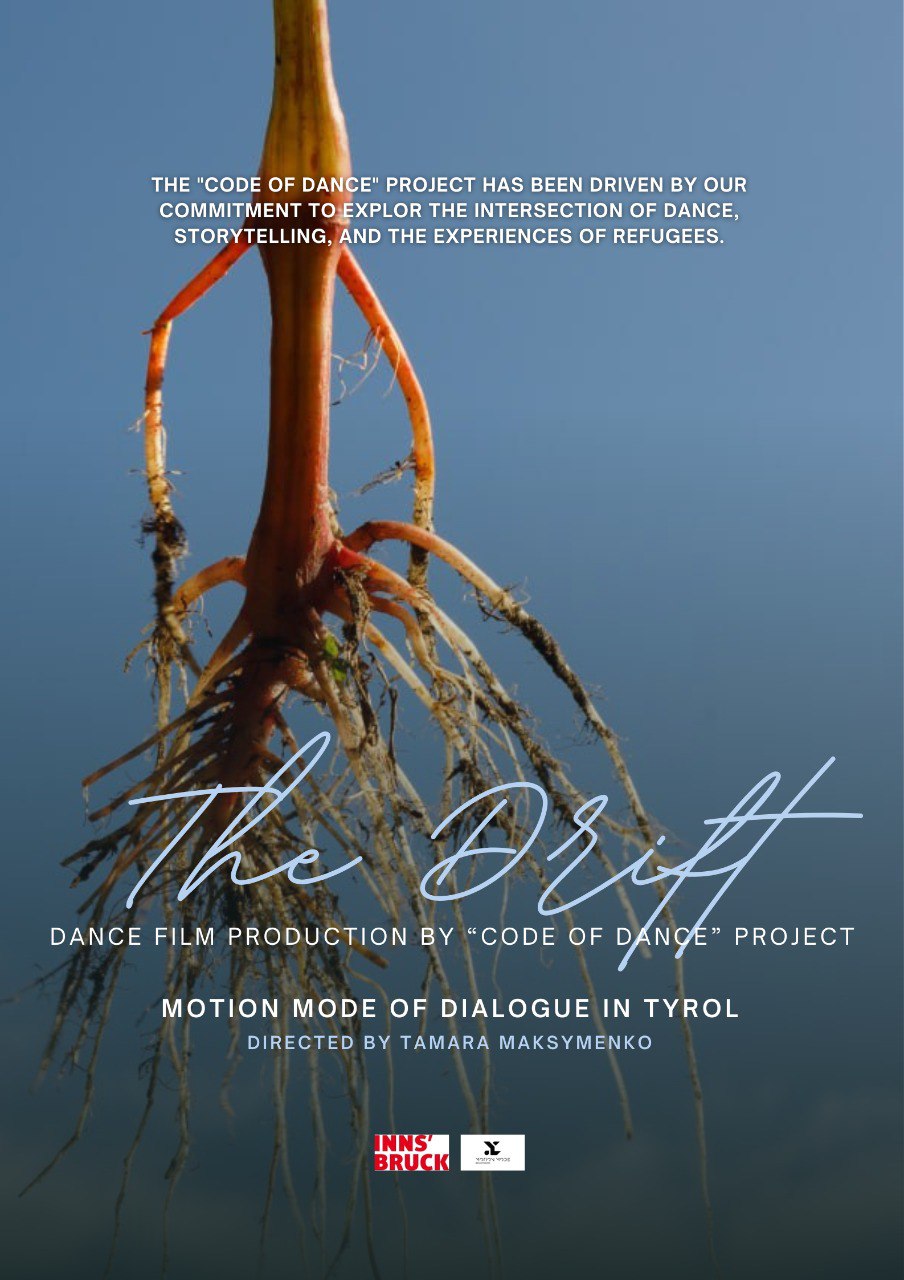 THE "CODE OF DANCE" PROJECT HAS BEEN DRIVEN BY OUR
COMMITMENT TO EXPLOR THE INTERSECTION OF DANCE,
STORYTELLING, AND THE EXPERIENCES OF REFUGEES.
The Drift
DANCE FILM PRODUCTION BY “CODE OF DANCE” PROJECT
MOTION MODE OF DIALOGUE IN TYROL
DIRECTED BY TAMARA MAKSYMENKO
INNS'
BRUCK